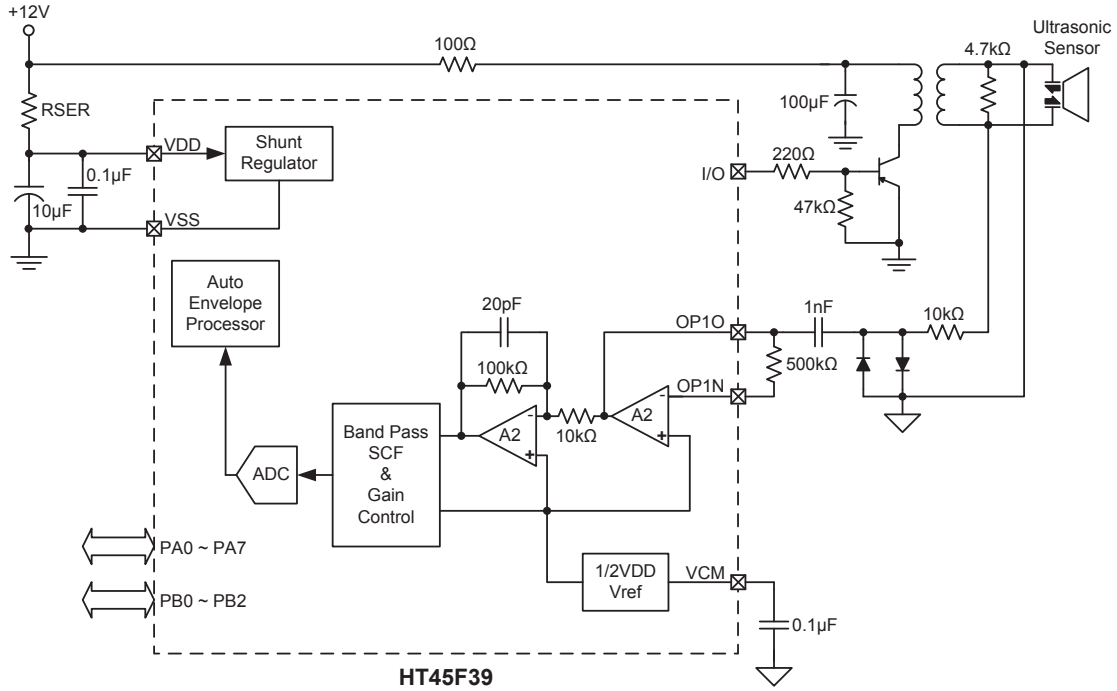 +12V
Ultrasonic
Sensor
100Ω
4.7kΩ
RSER
100µF
VDD
Shunt
Regulator
I/O
220Ω
0.1µF
10µF
47kΩ
VSS
Auto
Envelope
Processor
20pF
1nF
10kΩ
OP1O
100kΩ
500kΩ
OP1N
-
A2
+
10kΩ
-
A2
+
Band Pass
SCF
&
Gain
Control
ADC
PA0 ~ PA7
1/2VDD
Vref
VCM
PB0 ~ PB2
0.1µF
HT45F39